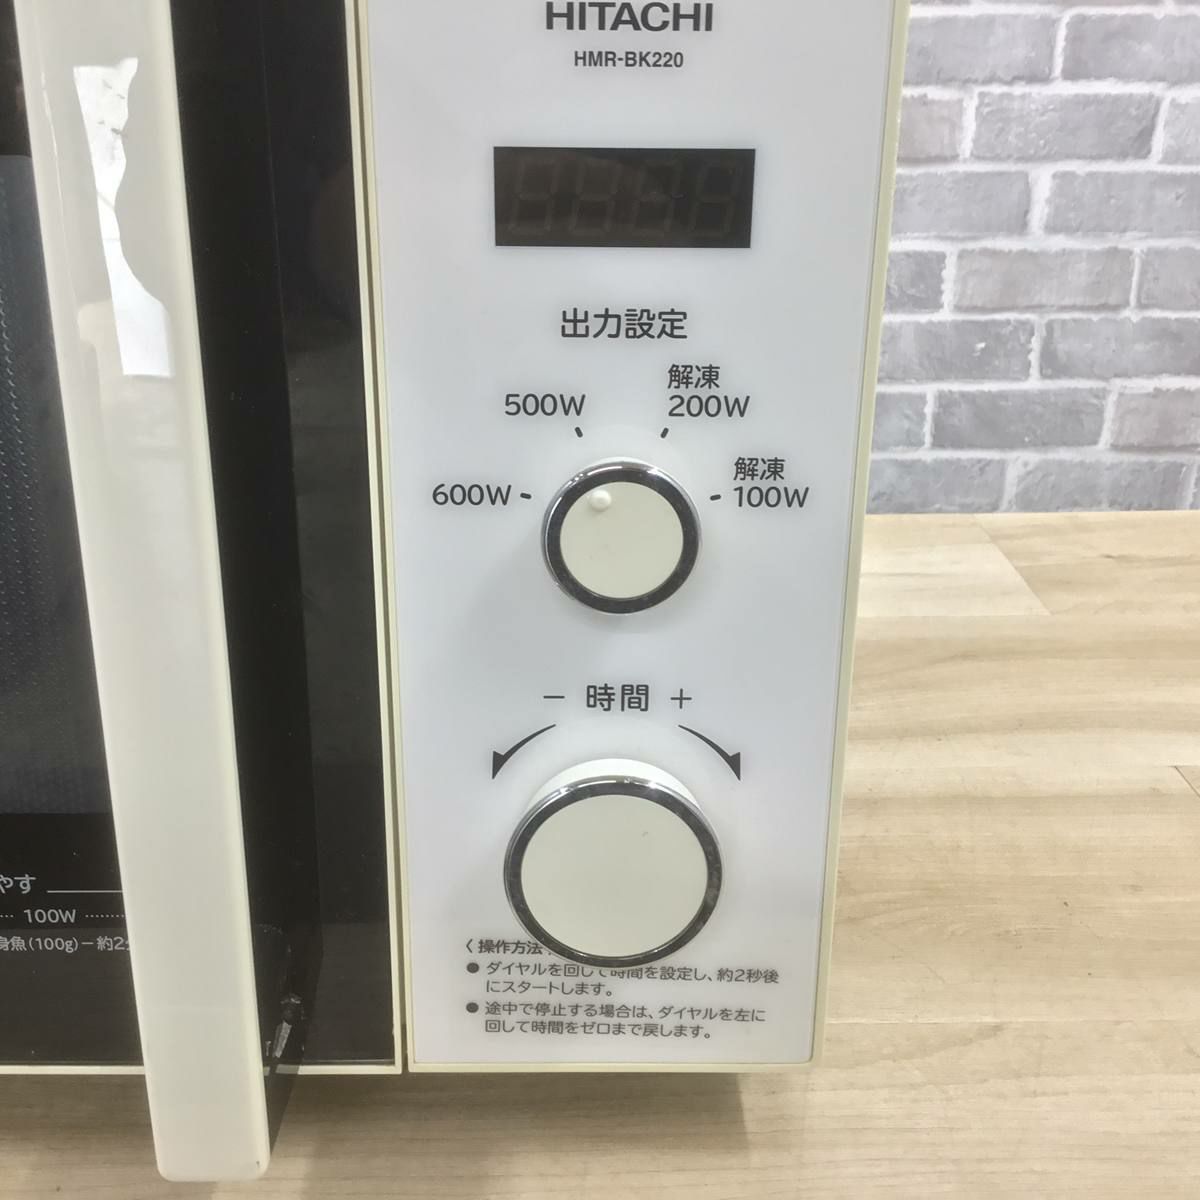 HITACHI
HMR-BK220
出力設定
600W
500W
解凍
200W
解凍
100W
− 時間 +
〈操作方法
● ダイヤルを回して時間を設定し、約2秒後
にスタートします。
● 途中で停止する場合は、ダイヤルを左に
回して時間をゼロまで戻します。
やす
100W
身魚(100g)−約2